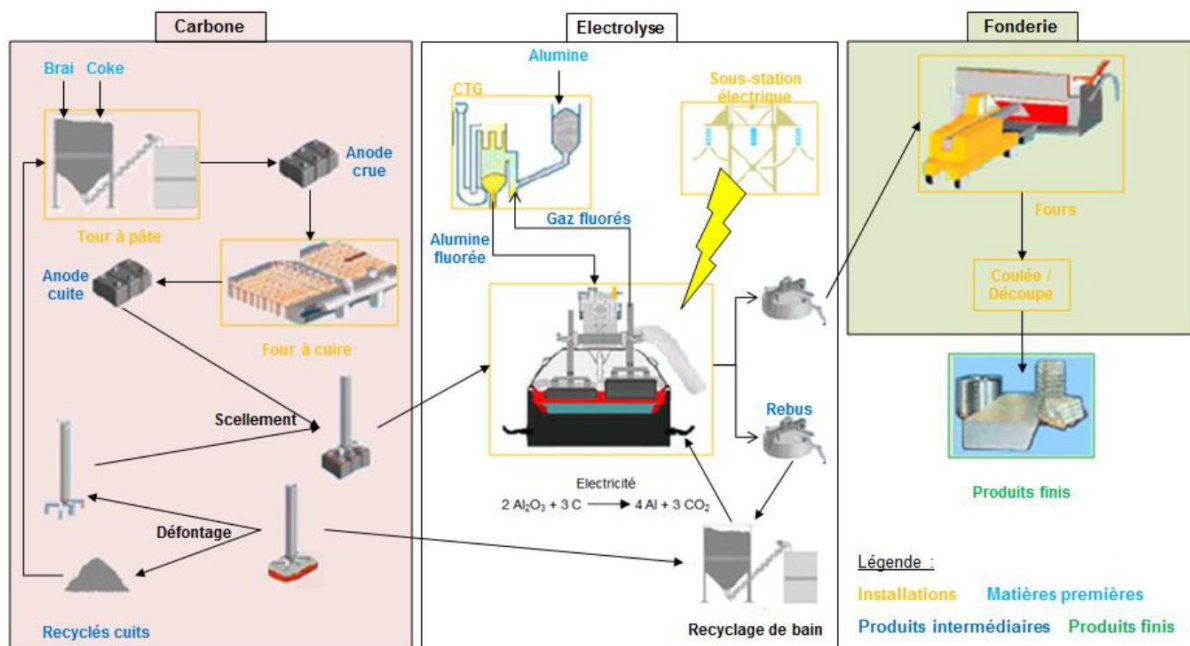 Carbone
Brai Coke
Anode
crue
Tour à pâte
Anode
cuite
Four à cuire
Scellement
Défontage
Recyclés cuits
Electrolyse
Alumine
CTG
Sous-station
électrique
Gaz fluorés
Alumine
fluorée
Rebus
Electricité
2 Al₂O₃ + 3 C → 4 Al + 3 CO₂
Recyclage de bain
Fonderie
Fours
Coulée /
Découpe
Produits finis
Légende :
Installations Matières premières
Produits intermédiaires Produits finis